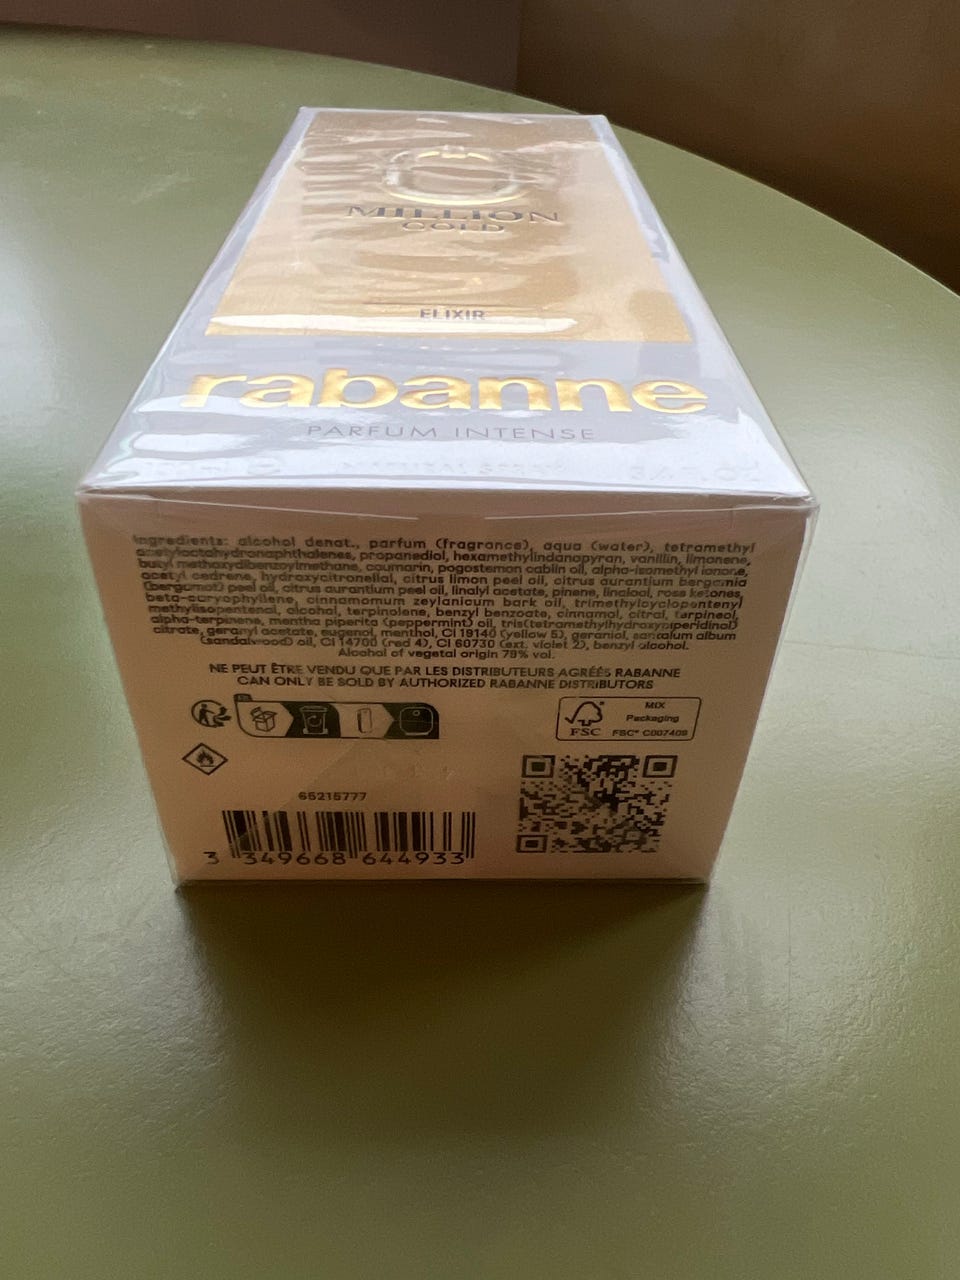 MILLION
GOLD
ELIXIR
rabanne
PARFUM INTENSE
Ingredients: alcohol denat., parfum (fragrance), aqua (water), tetramethyl
acetyloctahydronaphthalenes, propanediol, hexamethylindanopyran, vanillin, limonene,
butyl methoxydibenzoylmethane, coumarin, pogostemon cablin oil, alpha-isomethyl ionone,
acetyl cedrene, hydroxycitronellal, citrus limon peel oil, citrus aurantium bergamia
(bergamot) peel oil, citrus aurantium peel oil, linalyl acetate, pinene, linalool, rose ketones,
beta-caryophyllene, cinnamomum zeylanicum bark oil, trimethylcyclopentenyl
methylisopentenol, alcohol, terpinolene, benzyl benzoate, cinnamal, citral, terpineol,
alpha-terpinene, mentha piperita (peppermint) oil, tris(tetramethylhydroxypiperidinol)
citrate, geranyl acetate, eugenol, menthol, CI 19140 (yellow 5), geraniol, santalum album
(sandalwood) oil, CI 14700 (red 4), CI 60730 (ext. violet 2), benzyl alcohol.
Alcohol of vegetal origin 79% vol.
NE PEUT ÊTRE VENDU QUE PAR LES DISTRIBUTEURS AGRÉÉS RABANNE
CAN ONLY BE SOLD BY AUTHORIZED RABANNE DISTRIBUTORS
FR
MIX
Packaging
FSC FSC® C007409
65215777
3 349668 644933